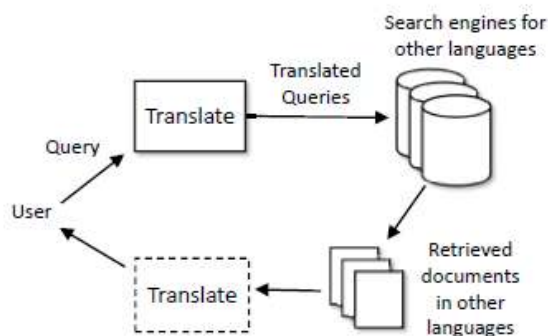 Search engines for
other languages
Translated
Queries
Translate
Query
User
Translate
Retrieved
documents
in other
languages